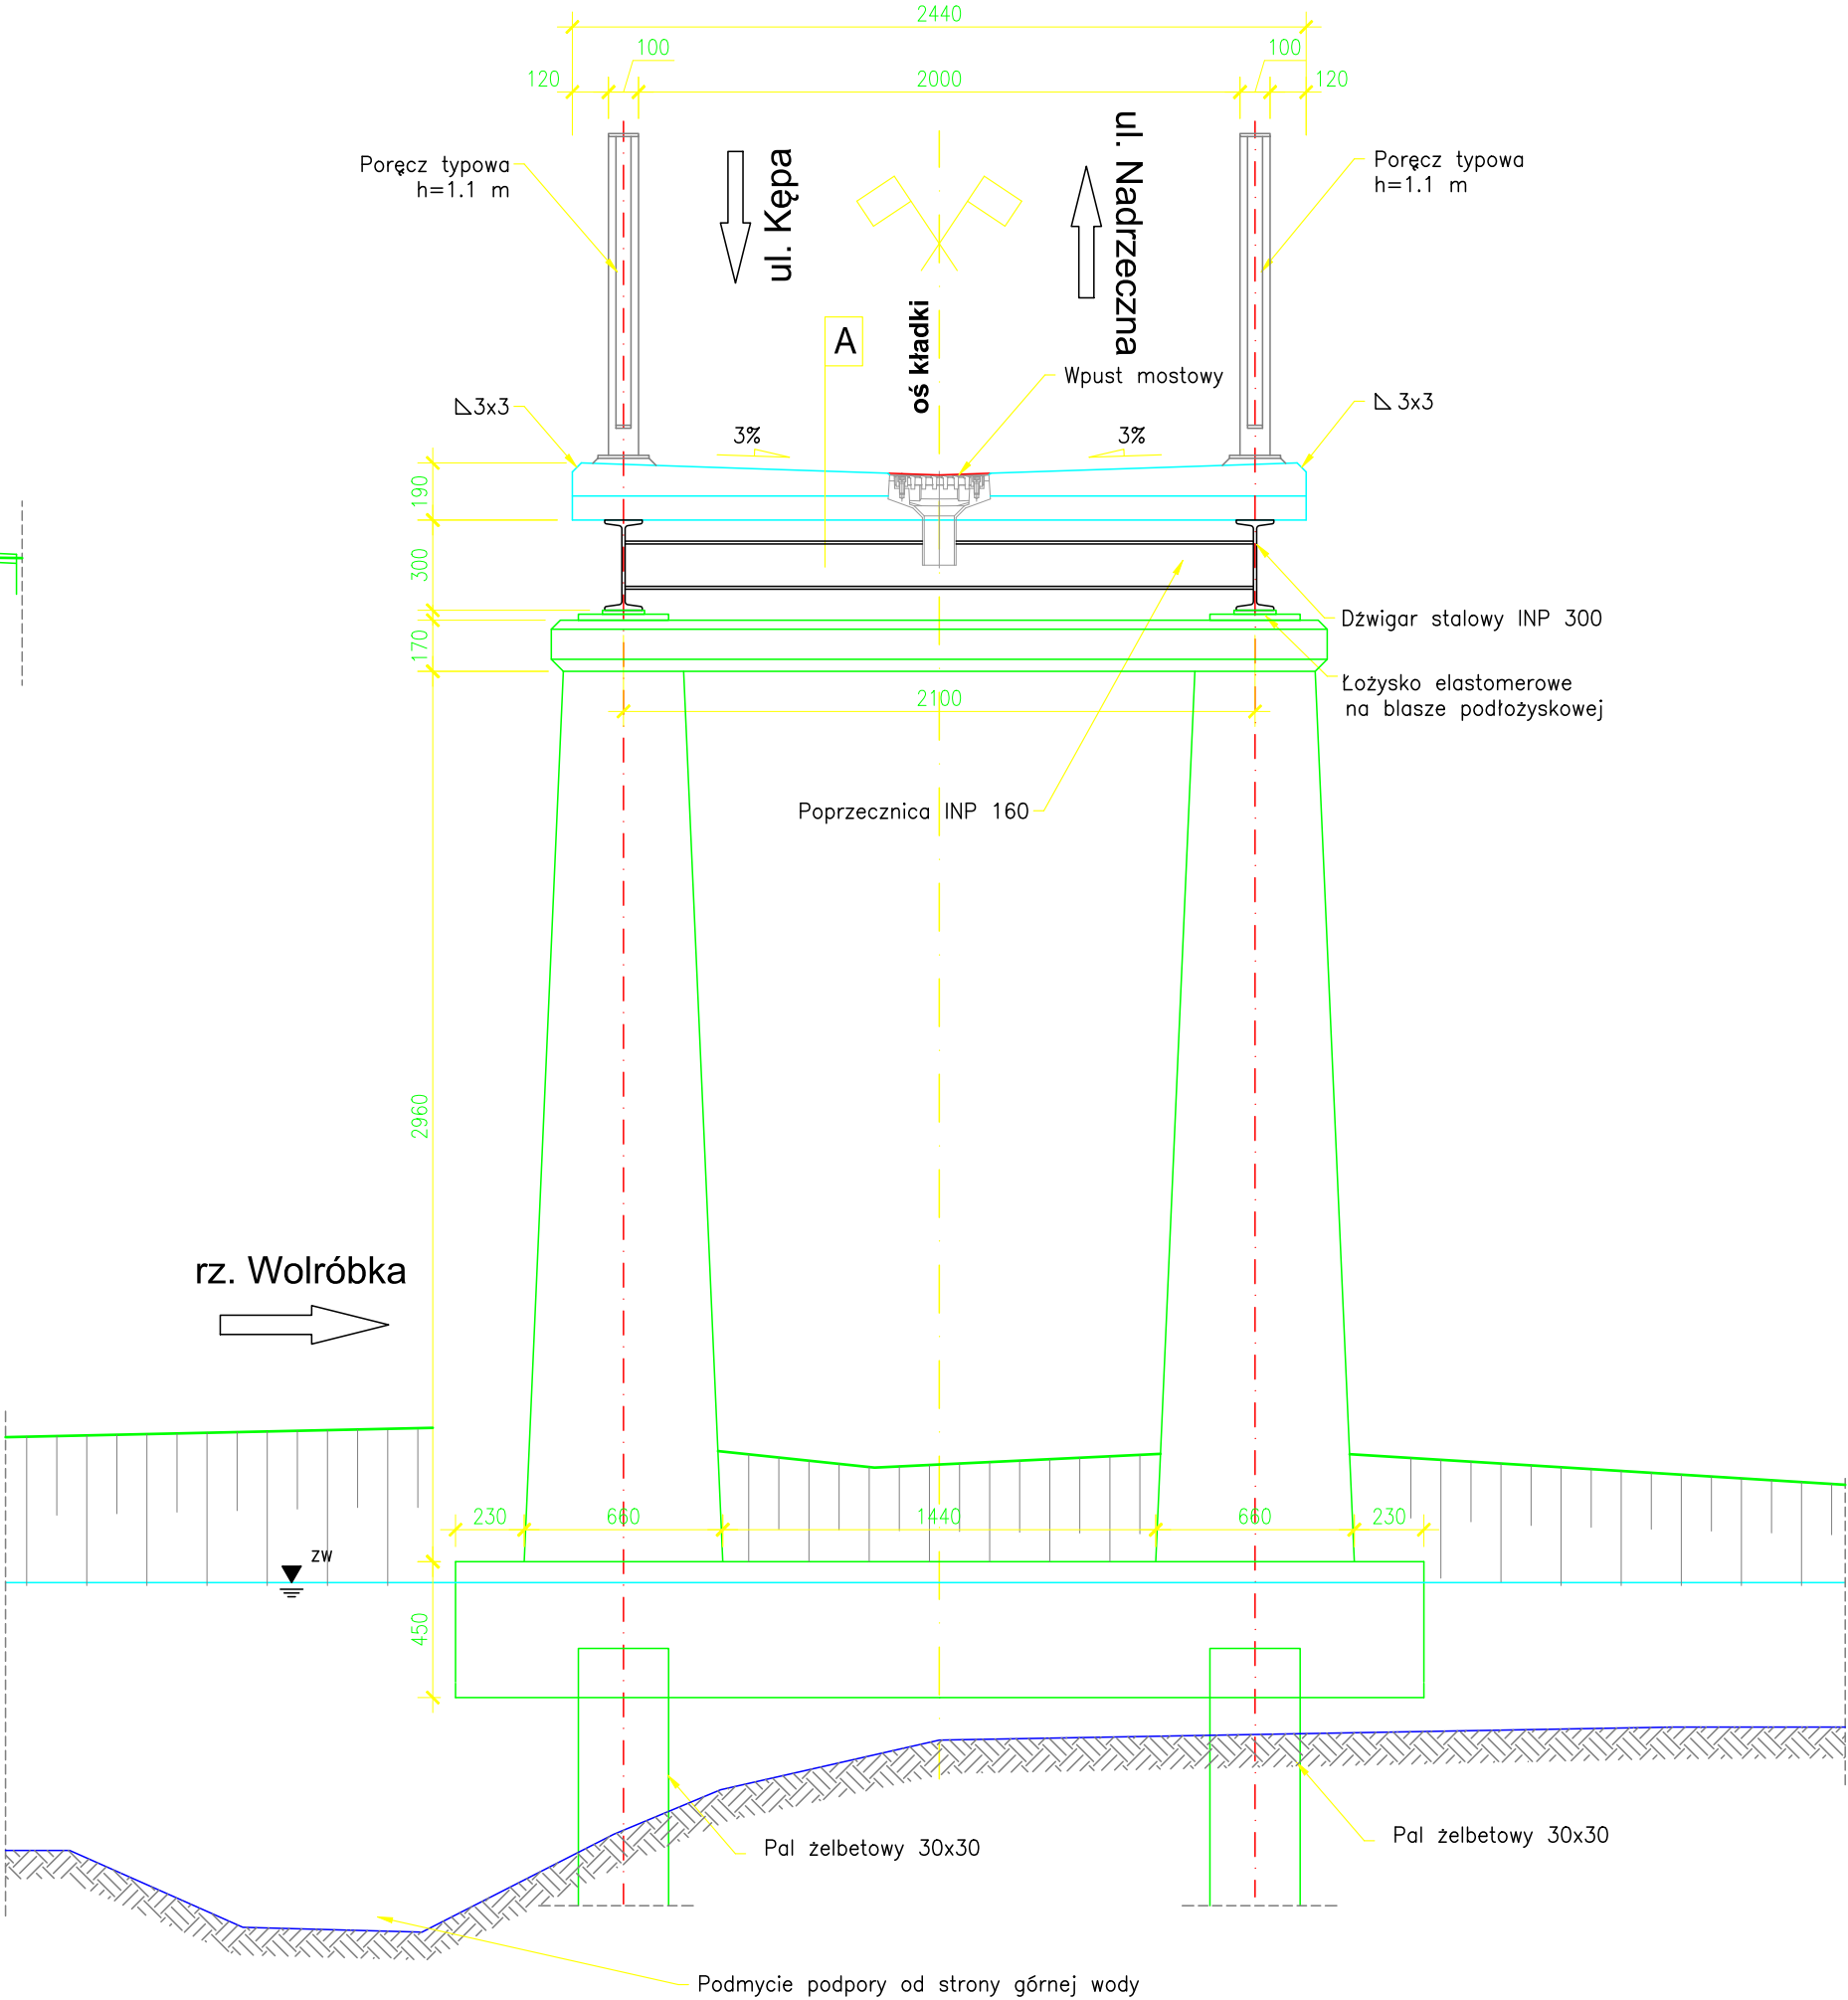 2440
100
100
120
2000
120
Poręcz typowa
h=1.1 m
ul. Kępa
ul. Nadrzeczna
Poręcz typowa
h=1.1 m
A
oś kładki
Wpust mostowy
3x3
3x3
3%
3%
190
300
170
Dźwigar stalowy INP 300
Łożysko elastomerowe
na blasze podłożyskowej
2100
Poprzecznica INP 160
2960
rz. Wolróbka
230
660
1440
660
230
zw
450
Pal żelbetowy 30x30
Pal żelbetowy 30x30
Podmycie podpory od strony górnej wody